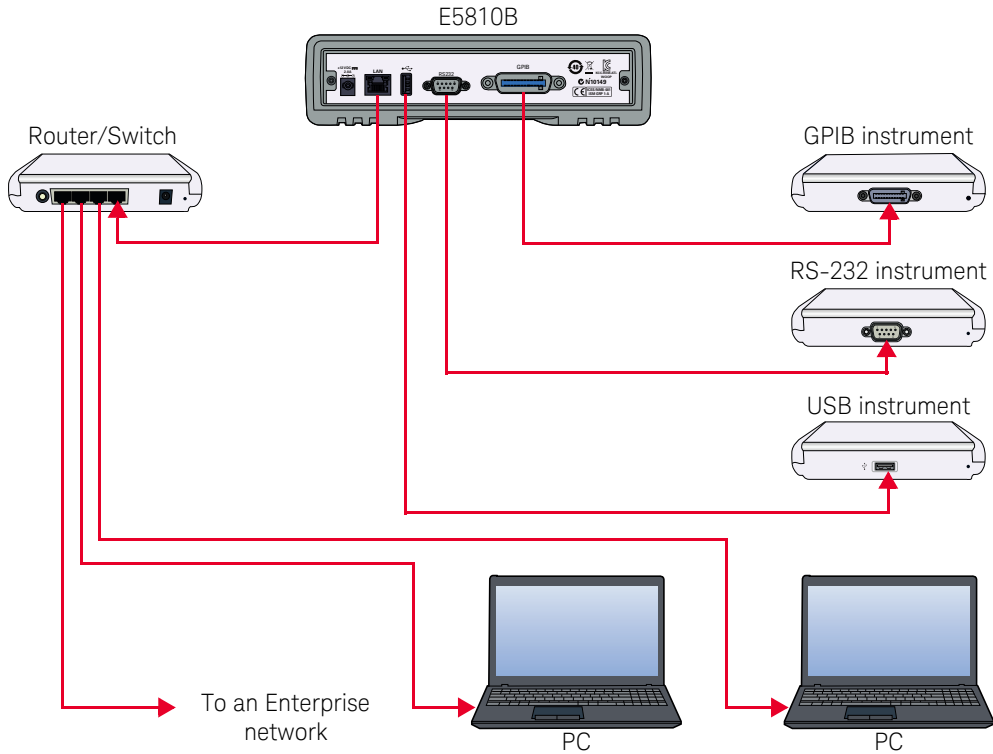 E5810B
LAN
RS232
GPIB
N10149
Router/Switch
GPIB instrument
RS-232 instrument
USB instrument
To an Enterprise
network
PC
PC